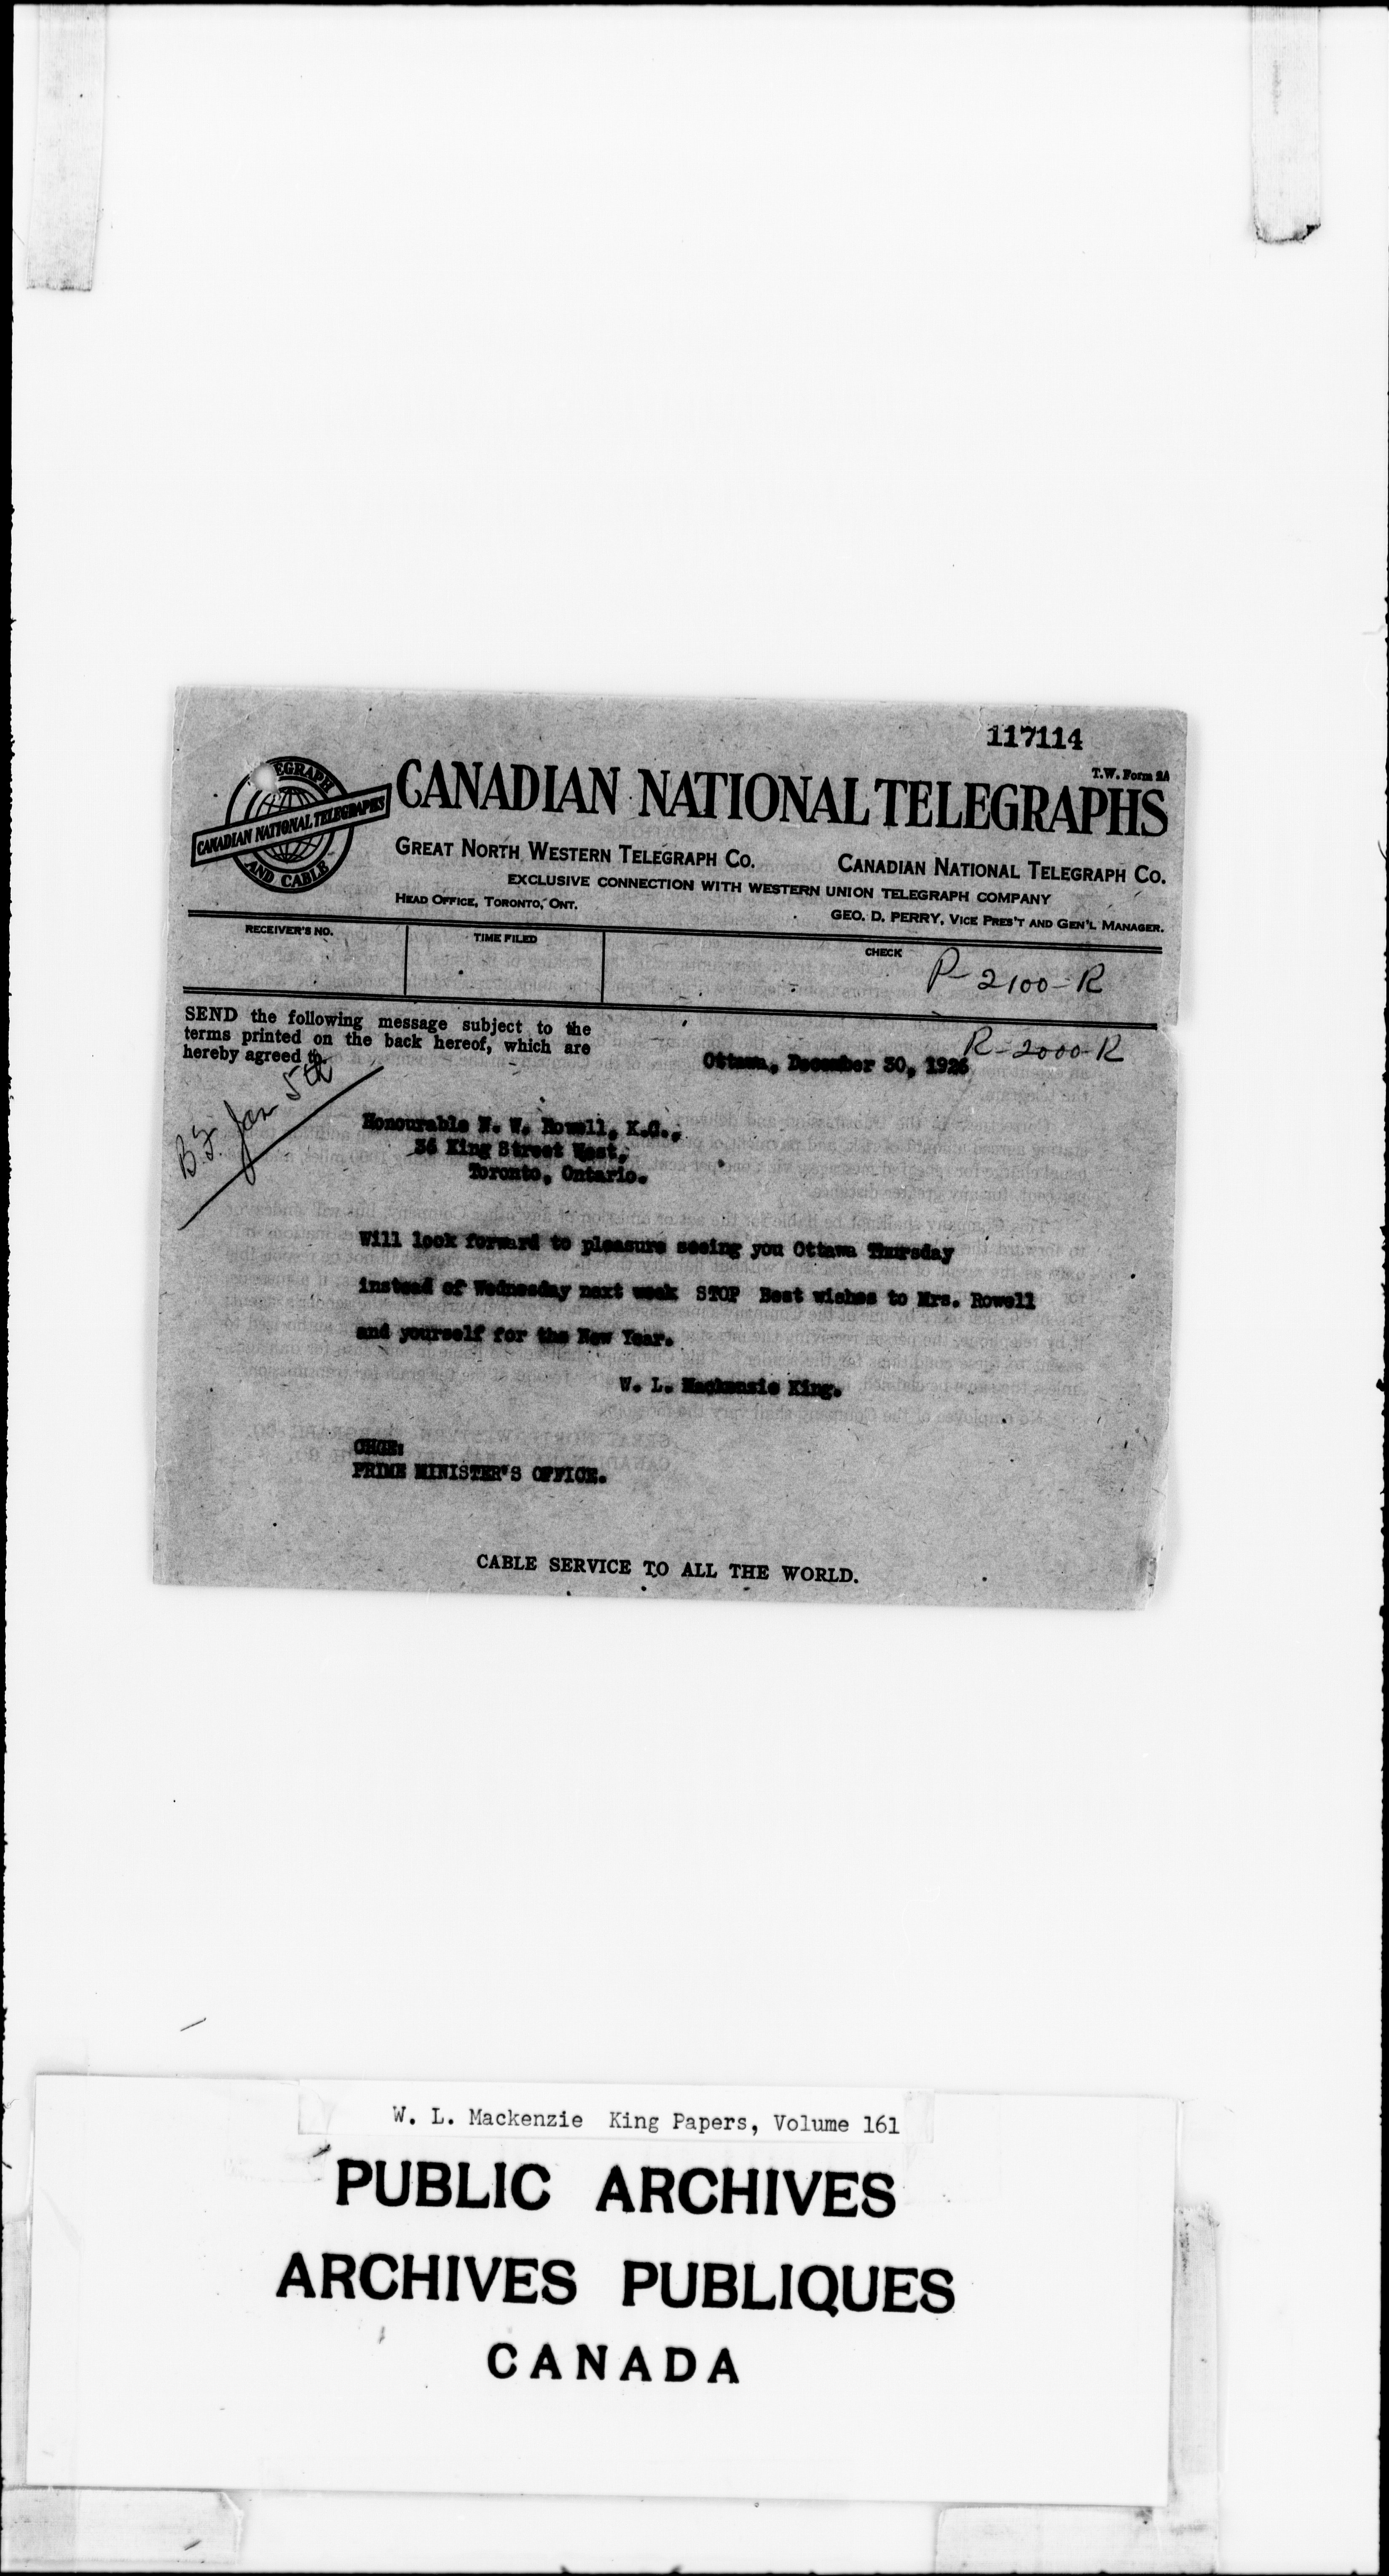 117114
T.W. Form 2A
TELEGRAPH
CANADIAN NATIONAL TELEGRAPHS
AND CABLE
CANADIAN NATIONAL TELEGRAPHS
GREAT NORTH WESTERN TELEGRAPH CO. CANADIAN NATIONAL TELEGRAPH CO.
EXCLUSIVE CONNECTION WITH WESTERN UNION TELEGRAPH COMPANY
HEAD OFFICE, TORONTO, ONT. GEO. D. PERRY, VICE PRES'T AND GEN'L MANAGER.
RECEIVER'S NO. TIME FILED CHECK
P-2100-R
SEND the following message subject to the
terms printed on the back hereof, which are
hereby agreed to.
R-2000-R
Ottawa, December 30, 1926
B.F. Jan 5th
Honourable N. W. Rowell, K.C.,
36 King Street West,
Toronto, Ontario.
Will look forward to pleasure seeing you Ottawa Thursday
instead of Wednesday next week STOP Best wishes to Mrs. Rowell
and yourself for the New Year.
W. L. Mackenzie King.
CHGE:
PRIME MINISTER'S OFFICE.
CABLE SERVICE TO ALL THE WORLD.
W. L. Mackenzie King Papers, Volume 161
PUBLIC ARCHIVES
ARCHIVES PUBLIQUES
CANADA